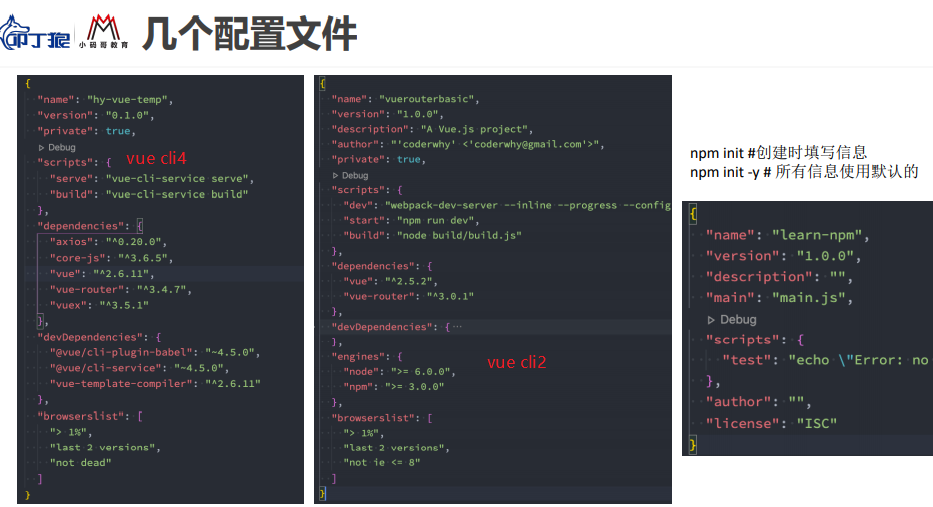 叩丁狼
小码哥教育
几个配置文件
{
"name": "hy-vue-temp",
"version": "0.1.0",
"private": true,
Debug
"scripts": {
"serve": "vue-cli-service serve",
"build": "vue-cli-service build"
},
"dependencies": {
"axios": "^0.20.0",
"core-js": "^3.6.5",
"vue": "^2.6.11",
"vue-router": "^3.4.7",
"vuex": "^3.5.1"
},
"devDependencies": {
"@vue/cli-plugin-babel": "~4.5.0",
"@vue/cli-service": "~4.5.0",
"vue-template-compiler": "^2.6.11"
},
"browserslist": [
"> 1%",
"last 2 versions",
"not dead"
]
}
vue cli4
{
"name": "vuerouterbasic",
"version": "1.0.0",
"description": "A Vue.js project",
"author": "'coderwhy' <'coderwhy@gmail.com'>",
"private": true,
Debug
"scripts": {
"dev": "webpack-dev-server --inline --progress --config
"start": "npm run dev",
"build": "node build/build.js"
},
"dependencies": {
"vue": "^2.5.2",
"vue-router": "^3.0.1"
},
"devDependencies": { ...
},
"engines": {
"node": ">= 6.0.0",
"npm": ">= 3.0.0"
},
"browserslist": [
"> 1%",
"last 2 versions",
"not ie <= 8"
]
}
vue cli2
npm init #创建时填写信息
npm init -y # 所有信息使用默认的
{
"name": "learn-npm",
"version": "1.0.0",
"description": "",
"main": "main.js",
Debug
"scripts": {
"test": "echo \"Error: no
},
"author": "",
"license": "ISC"
}